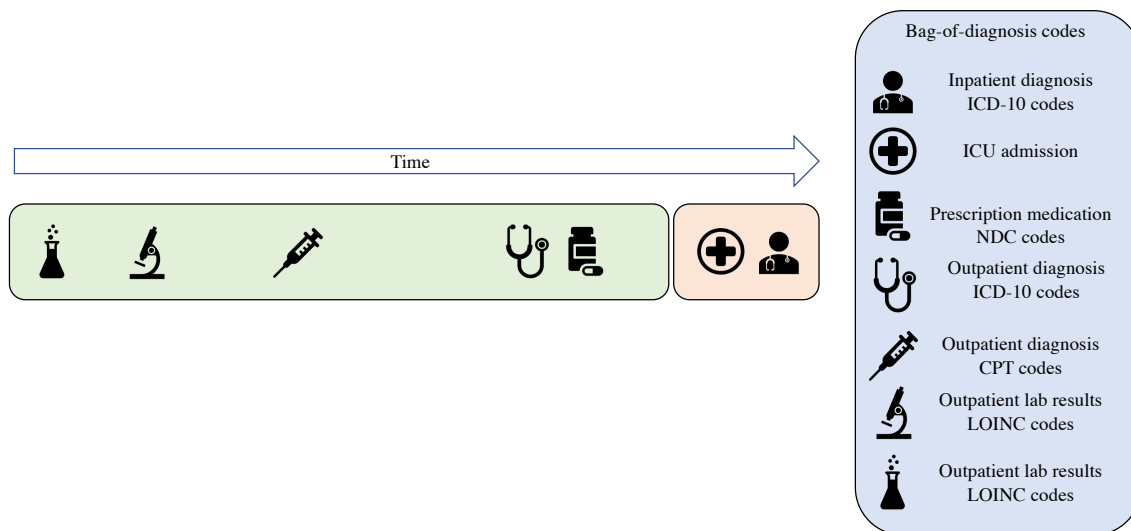 Bag-of-diagnosis codes
Inpatient diagnosis
ICD-10 codes
ICU admission
Time
Prescription medication
NDC codes
Outpatient diagnosis
ICD-10 codes
Outpatient diagnosis
CPT codes
Outpatient lab results
LOINC codes
Outpatient lab results
LOINC codes